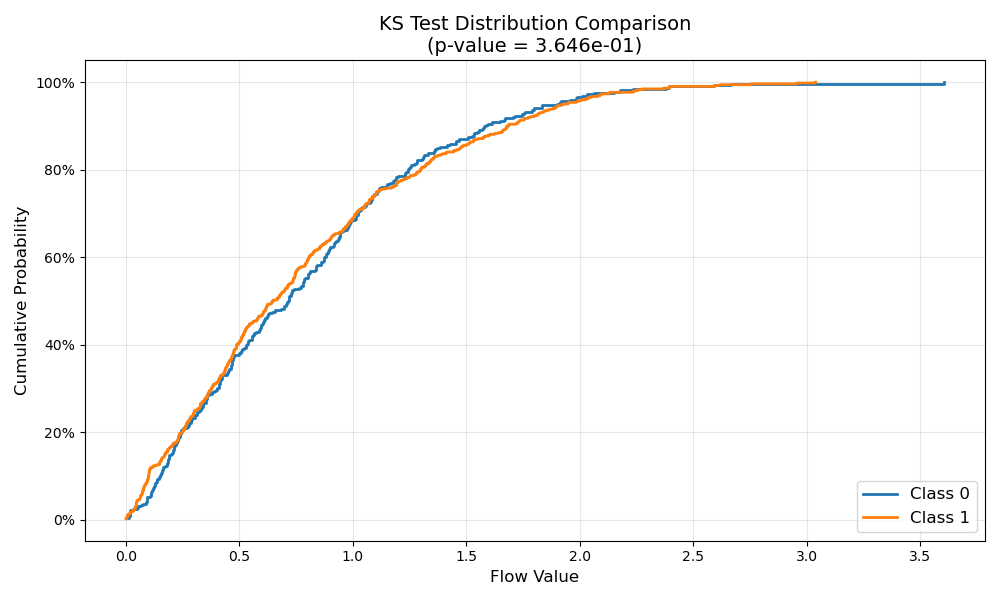 KS Test Distribution Comparison
(p-value = 3.646e-01)
Cumulative Probability
100%
80%
60%
40%
20%
0%
0.0 0.5 1.0 1.5 2.0 2.5 3.0 3.5
Flow Value
Class 0
Class 1